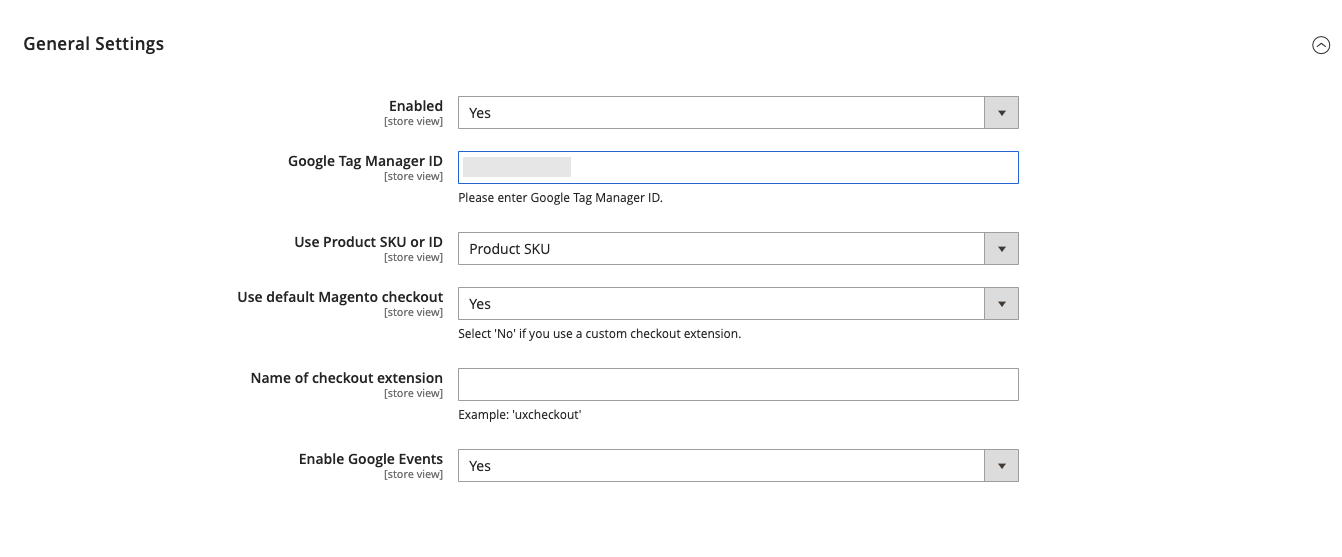 General Settings
Enabled
[store view]
Yes
Google Tag Manager ID
[store view]
Please enter Google Tag Manager ID.
Use Product SKU or ID
[store view]
Product SKU
Use default Magento checkout
[store view]
Yes
Select 'No' if you use a custom checkout extension.
Name of checkout extension
[store view]
Example: 'uxcheckout'
Enable Google Events
[store view]
Yes